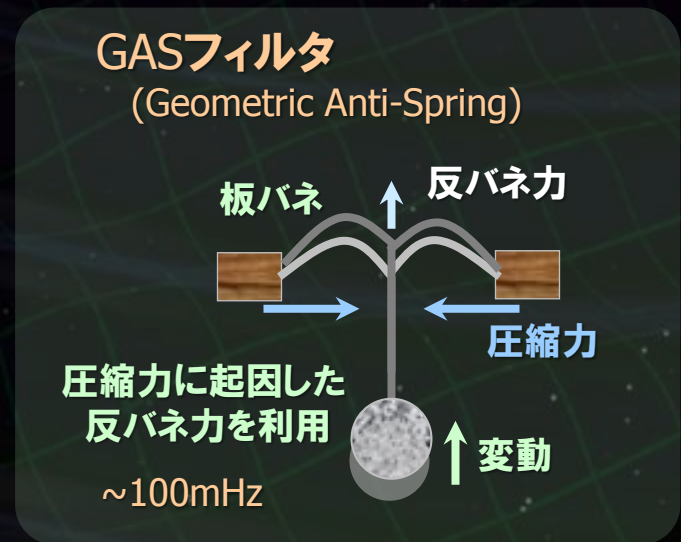 GASフィルタ
(Geometric Anti-Spring)
板バネ
反バネ力
圧縮力
圧縮力に起因した
反バネ力を利用
変動
~100mHz